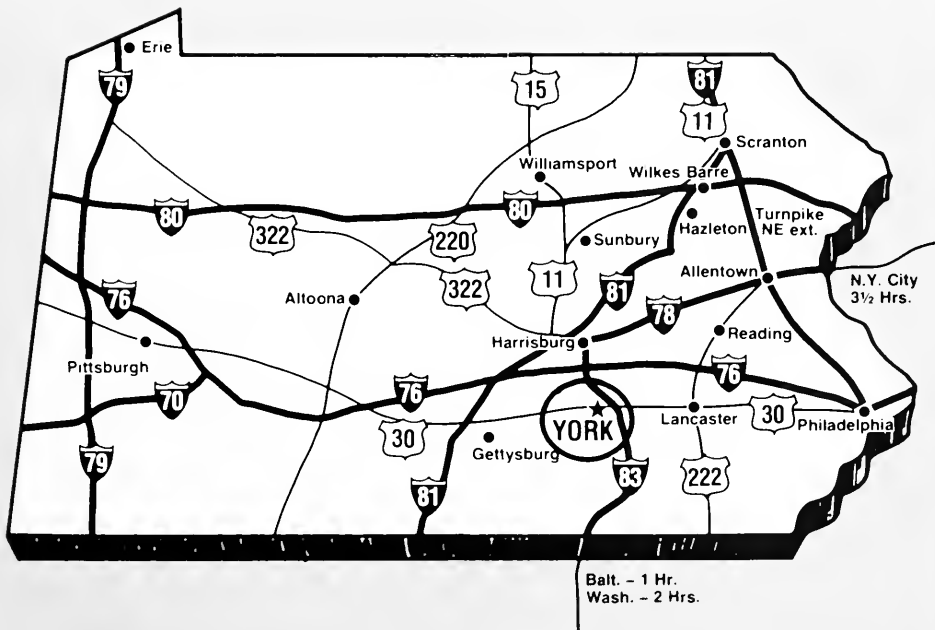 Erie
79
15
81
11
Scranton
Williamsport
Wilkes Barre
80
80
322
220
Sunbury
Hazleton
Turnpike
NE ext.
76
Altoona
322
11
81
78
Allentown
N.Y. City
3½ Hrs.
Pittsburgh
Harrisburg
Reading
70
76
76
30
YORK
Gettysburg
Lancaster
30
Philadelphia
79
81
83
222
Balt. – 1 Hr.
Wash. – 2 Hrs.